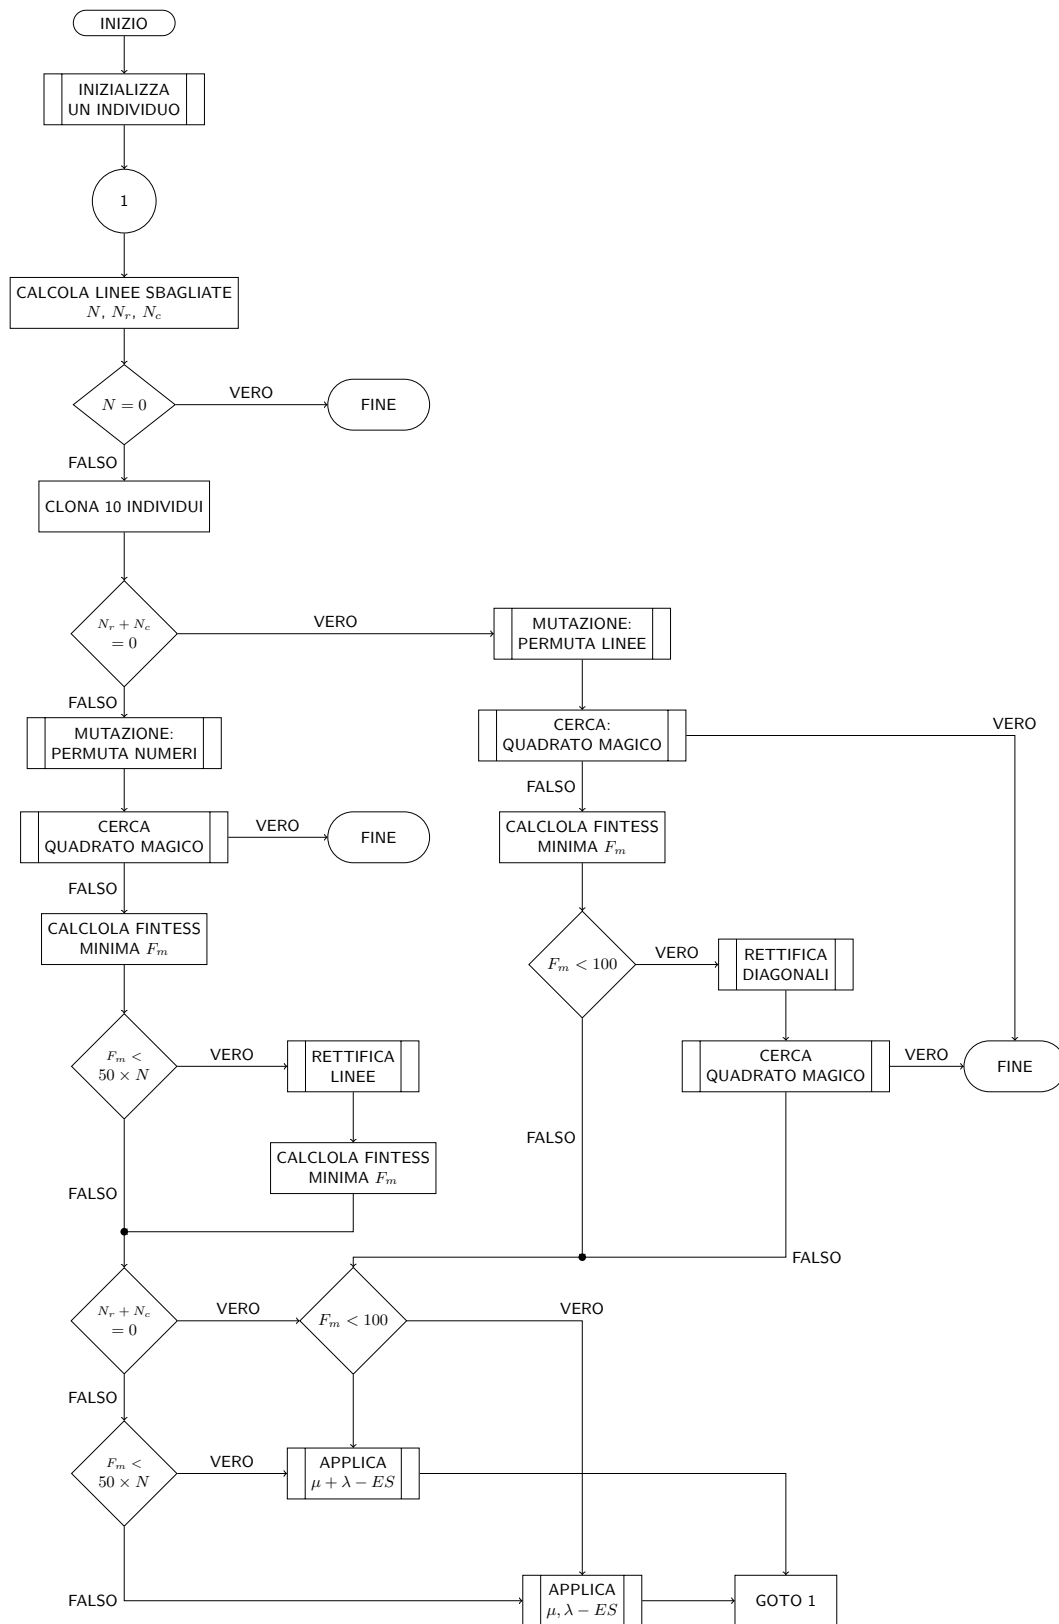 INIZIO
INIZIALIZZA
UN INDIVIDUO
1
CALCOLA LINEE SBAGLIATE
N, N_r, N_c
N = 0
VERO
FINE
FALSO
CLONA 10 INDIVIDUI
N_r + N_c
= 0
VERO
MUTAZIONE:
PERMUTA LINEE
FALSO
MUTAZIONE:
PERMUTA NUMERI
CERCA:
QUADRATO MAGICO
VERO
FALSO
CERCA
QUADRATO MAGICO
VERO
FINE
CALCLOLA FINTESS
MINIMA F_m
FALSO
CALCLOLA FINTESS
MINIMA F_m
F_m < 100
VERO
RETTIFICA
DIAGONALI
F_m <
50 × N
VERO
RETTIFICA
LINEE
CERCA
QUADRATO MAGICO
VERO
FINE
FALSO
CALCLOLA FINTESS
MINIMA F_m
FALSO
FALSO
N_r + N_c
= 0
VERO
F_m < 100
VERO
FALSO
F_m <
50 × N
VERO
APPLICA
μ + λ − ES
FALSO
APPLICA
μ, λ − ES
GOTO 1